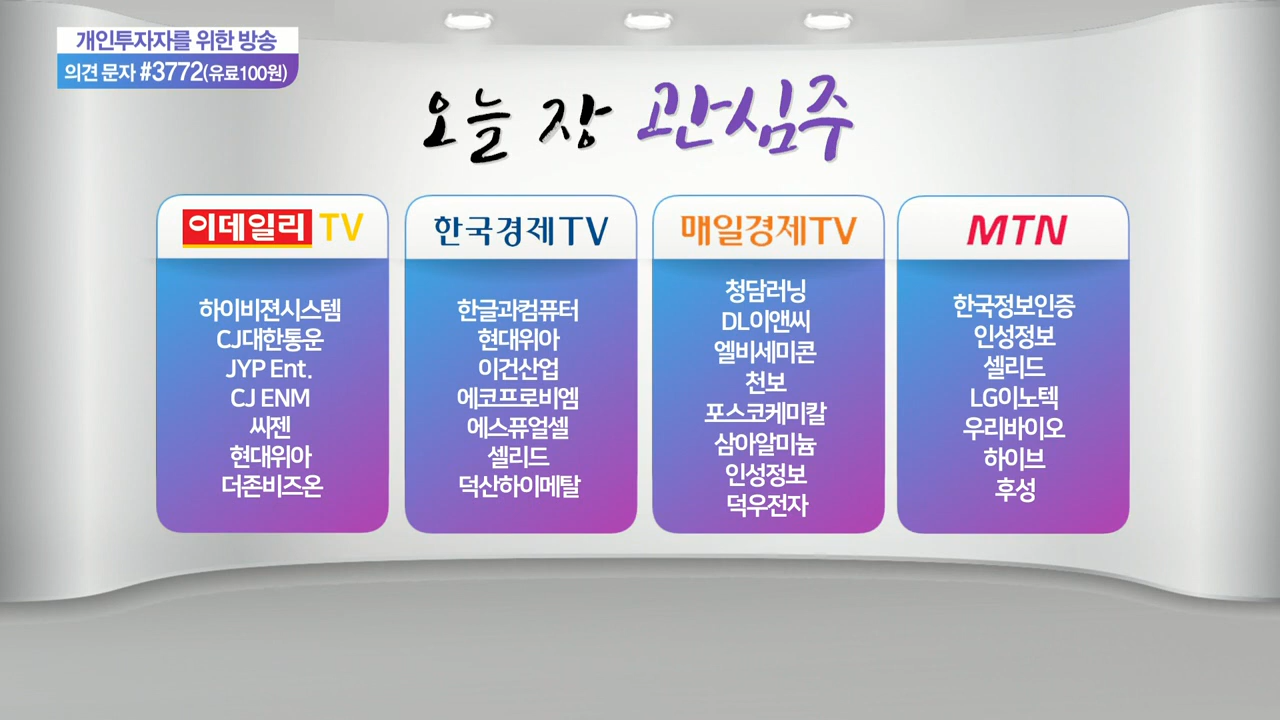 개인투자자를 위한 방송
의견 문자 #3772(유료100원)
오늘 장 관심주
이데일리 TV
하이비젼시스템
CJ대한통운
JYP Ent.
CJ ENM
씨젠
현대위아
더존비즈온
한국경제TV
한글과컴퓨터
현대위아
이건산업
에코프로비엠
에스퓨얼셀
셀리드
덕산하이메탈
매일경제TV
청담러닝
DL이앤씨
엘비세미콘
천보
포스코케미칼
삼아알미늄
인성정보
덕우전자
MTN
한국정보인증
인성정보
셀리드
LG이노텍
우리바이오
하이브
후성